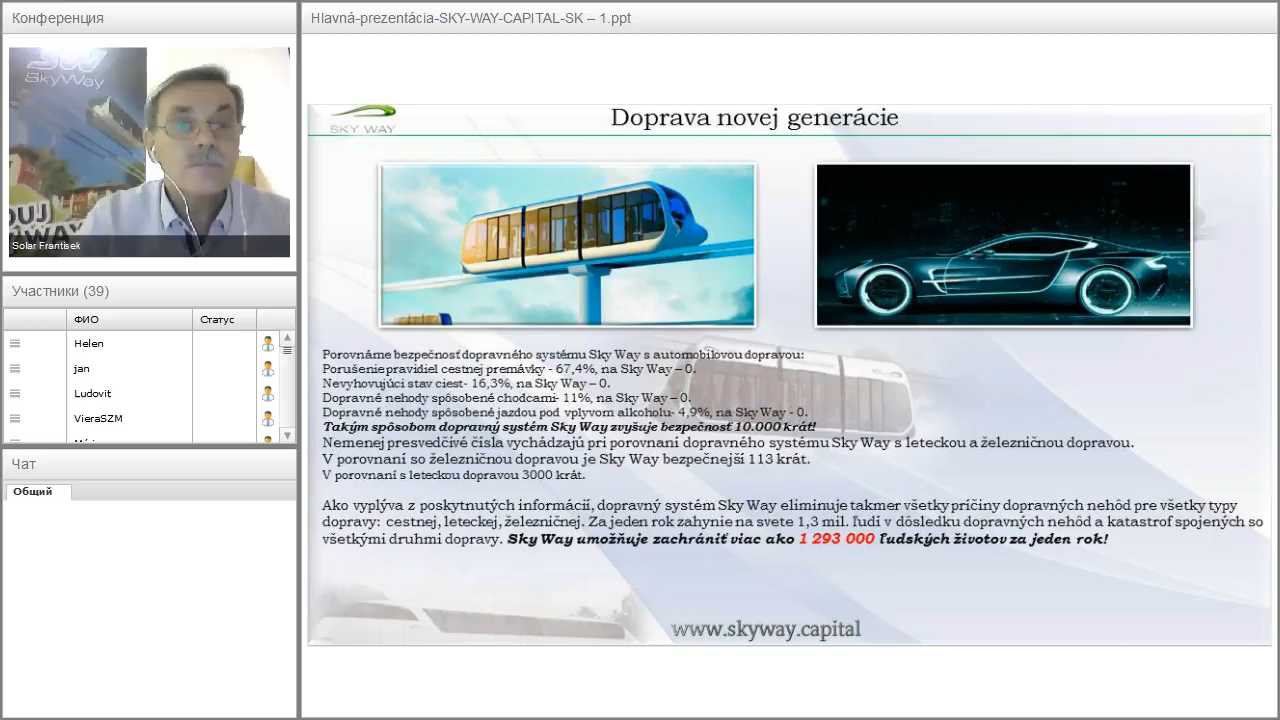 Конференция
SkyWay
Solar Frantisek
Участники (39)
ФИО
Статус
Helen
jan
Ludovit
VieraSZM
Чат
Общий
Hlavná-prezentácia-SKY-WAY-CAPITAL-SK – 1.ppt
SKY WAY
Doprava novej generácie
Porovnáme bezpečnosť dopravného systému Sky Way s automobilovou dopravou:
Porušenie pravidiel cestnej premávky - 67,4%, na Sky Way – 0.
Nevyhovujúci stav ciest- 16,3%, na Sky Way – 0.
Dopravné nehody spôsobené chodcami- 11%, na Sky Way – 0.
Dopravné nehody spôsobené jazdou pod vplyvom alkoholu- 4,9%, na Sky Way - 0.
Takým spôsobom dopravný systém Sky Way zvyšuje bezpečnosť 10.000 krát!
Nemenej presvedčivé čísla vychádzajú pri porovnaní dopravného systému Sky Way s leteckou a železničnou dopravou.
V porovnaní so železničnou dopravou je Sky Way bezpečnejší 113 krát.
V porovnaní s leteckou dopravou 3000 krát.
Ako vyplýva z poskytnutých informácií, dopravný systém Sky Way eliminuje takmer všetky príčiny dopravných nehôd pre všetky typy
dopravy: cestnej, leteckej, železničnej. Za jeden rok zahynie na svete 1,3 mil. ľudí v dôsledku dopravných nehôd a katastrof spojených so
všetkými druhmi dopravy. Sky Way umožňuje zachrániť viac ako 1 293 000 ľudských životov za jeden rok!
www.skyway.capital